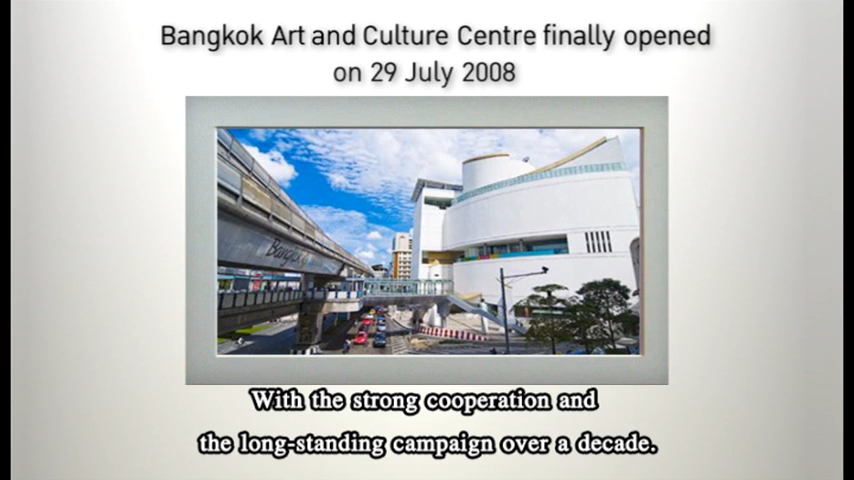 Bangkok Art and Culture Centre finally opened
on 29 July 2008
With the strong cooperation and
the long-standing campaign over a decade.